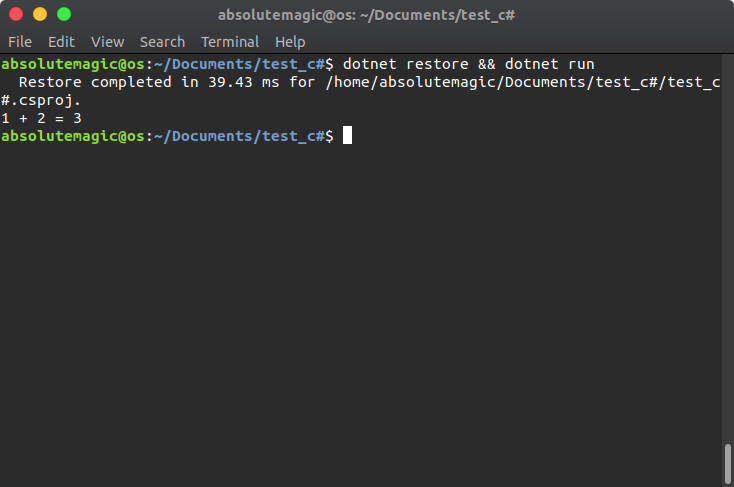 absolutemagic@os: ~/Documents/test_c#
File Edit View Search Terminal Help
absolutemagic@os:~/Documents/test_c#$ dotnet restore && dotnet run
  Restore completed in 39.43 ms for /home/absolutemagic/Documents/test_c#/test_c
#.csproj.
1 + 2 = 3
absolutemagic@os:~/Documents/test_c#$